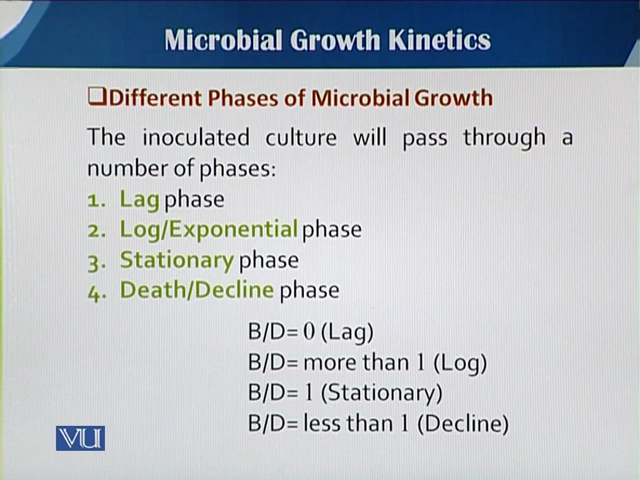 Microbial Growth Kinetics
❑Different Phases of Microbial Growth
The inoculated culture will pass through a
number of phases:
1. Lag phase
2. Log/Exponential phase
3. Stationary phase
4. Death/Decline phase
B/D= 0 (Lag)
B/D= more than 1 (Log)
B/D= 1 (Stationary)
B/D= less than 1 (Decline)
VU